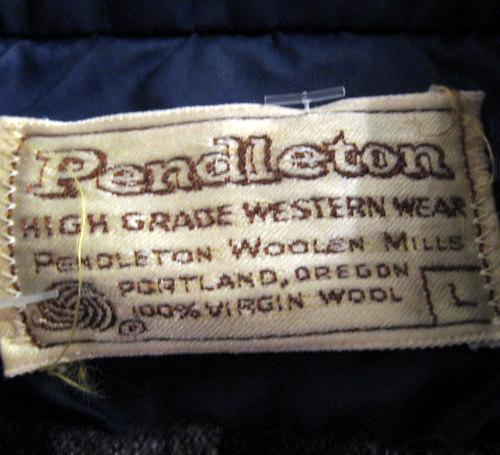 Pendleton
HIGH GRADE WESTERN WEAR
PENDLETON WOOLEN MILLS
PORTLAND, OREGON
100% VIRGIN WOOL
L
®